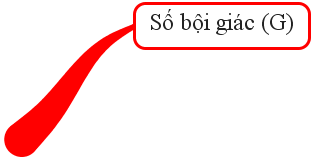 Số bội giác (G)